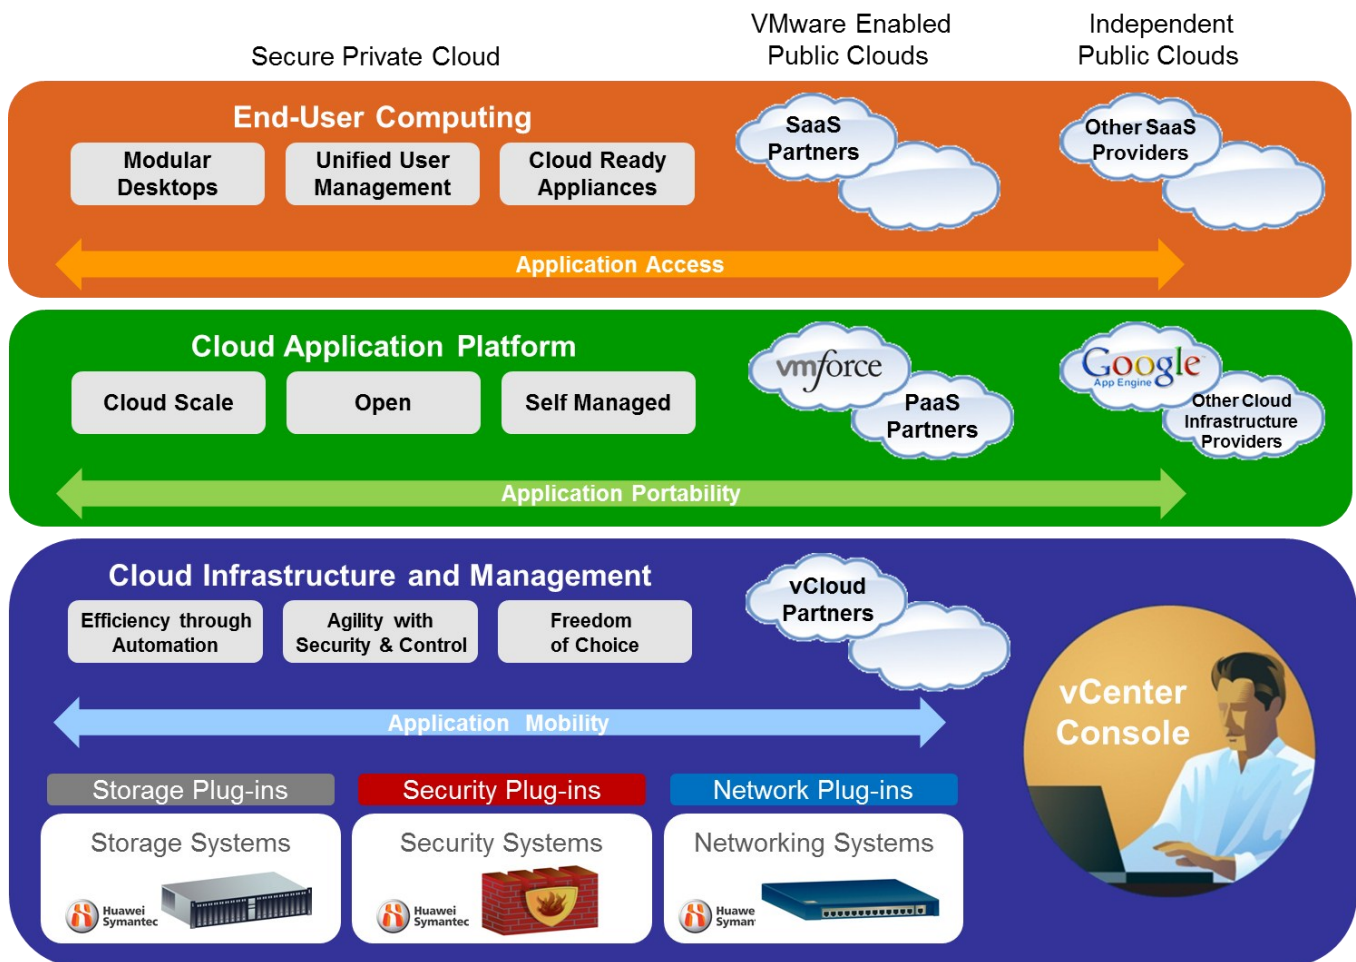 Secure Private Cloud
VMware Enabled
Public Clouds
Independent
Public Clouds
End-User Computing
Modular
Desktops
Unified User
Management
Cloud Ready
Appliances
SaaS
Partners
Other SaaS
Providers
Application Access
Cloud Application Platform
Cloud Scale
Open
Self Managed
vmforce
PaaS
Partners
Google
App Engine
Other Cloud
Infrastructure
Providers
Application Portability
Cloud Infrastructure and Management
Efficiency through
Automation
Agility with
Security & Control
Freedom
of Choice
vCloud
Partners
Application Mobility
vCenter
Console
Storage Plug-ins
Security Plug-ins
Network Plug-ins
Storage Systems
Huawei
Symantec
Security Systems
Huawei
Symantec
Networking Systems
Huawe
Syman